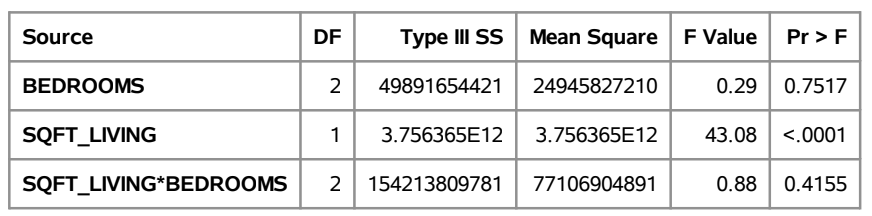 Source DF Type III SS Mean Square F Value Pr > F
BEDROOMS 2 49891654421 24945827210 0.29 0.7517
SQFT_LIVING 1 3.756365E12 3.756365E12 43.08 <.0001
SQFT_LIVING*BEDROOMS 2 154213809781 77106904891 0.88 0.4155